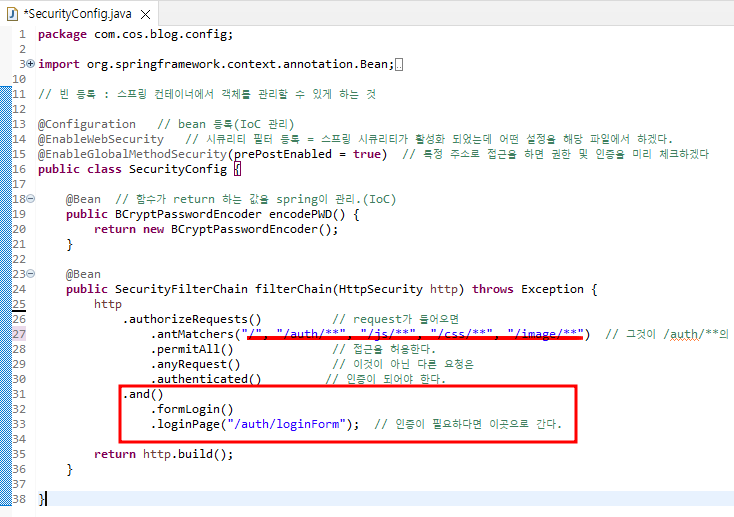 *SecurityConfig.java
1 package com.cos.blog.config;
2
3 import org.springframework.context.annotation.Bean;
10
11 // 빈 등록 : 스프링 컨테이너에서 객체를 관리할 수 있게 하는 것
12
13 @Configuration // bean 등록(IoC 관리)
14 @EnableWebSecurity // 시큐리티 필터 등록 = 스프링 시큐리티가 활성화 되었는데 어떤 설정을 해당 파일에서 하겠다.
15 @EnableGlobalMethodSecurity(prePostEnabled = true) // 특정 주소로 접근을 하면 권한 및 인증을 미리 체크하겠다
16 public class SecurityConfig {
17
18 @Bean // 함수가 return 하는 값을 spring이 관리.(IoC)
19 public BCryptPasswordEncoder encodePWD() {
20 return new BCryptPasswordEncoder();
21 }
22
23 @Bean
24 public SecurityFilterChain filterChain(HttpSecurity http) throws Exception {
25 http
26 .authorizeRequests() // request가 들어오면
27 .antMatchers("/", "/auth/**", "/js/**", "/css/**", "/image/**") // 그것이 /auth/**의
28 .permitAll() // 접근을 허용한다.
29 .anyRequest() // 이것이 아닌 다른 요청은
30 .authenticated() // 인증이 되어야 한다.
31 .and()
32 .formLogin()
33 .loginPage("/auth/loginForm"); // 인증이 필요하다면 이곳으로 간다.
34
35 return http.build();
36 }
37
38 }